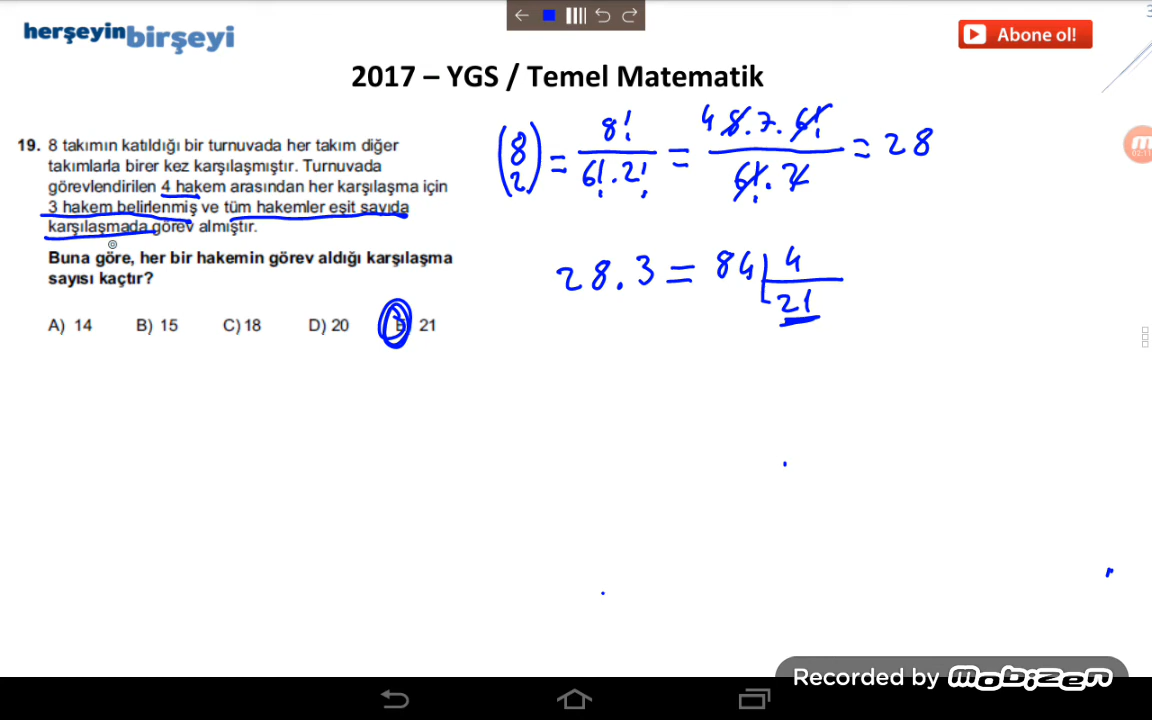 herşeyinbirşeyi
Abone ol!
2017 – YGS / Temel Matematik
19. 8 takımın katıldığı bir turnuvada her takım diğer
takımlarla birer kez karşılaşmıştır. Turnuvada
görevlendirilen 4 hakem arasından her karşılaşma için
3 hakem belirlenmiş ve tüm hakemler eşit sayıda
karşılaşmada görev almıştır.
Buna göre, her bir hakemin görev aldığı karşılaşma
sayısı kaçtır?
A) 14 B) 15 C) 18 D) 20 E) 21
(8 2) = 8! / 6! . 2! = 4 8 . 7 . 6! / 6! . 2 = 28
28 . 3 = 84 | 4
21
Recorded by mobizen